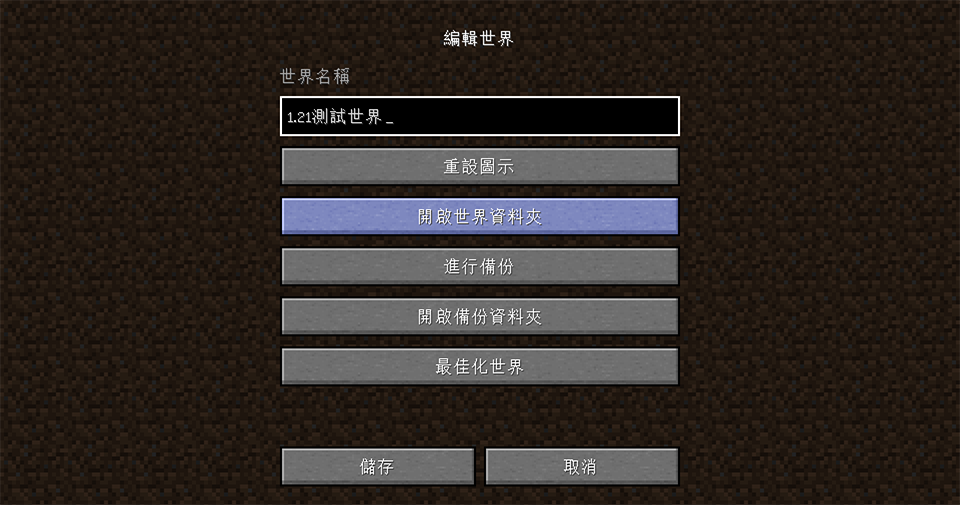 編輯世界
世界名稱
1.21測試世界_
重設圖示
開啟世界資料夾
進行備份
開啟備份資料夾
最佳化世界
儲存 取消